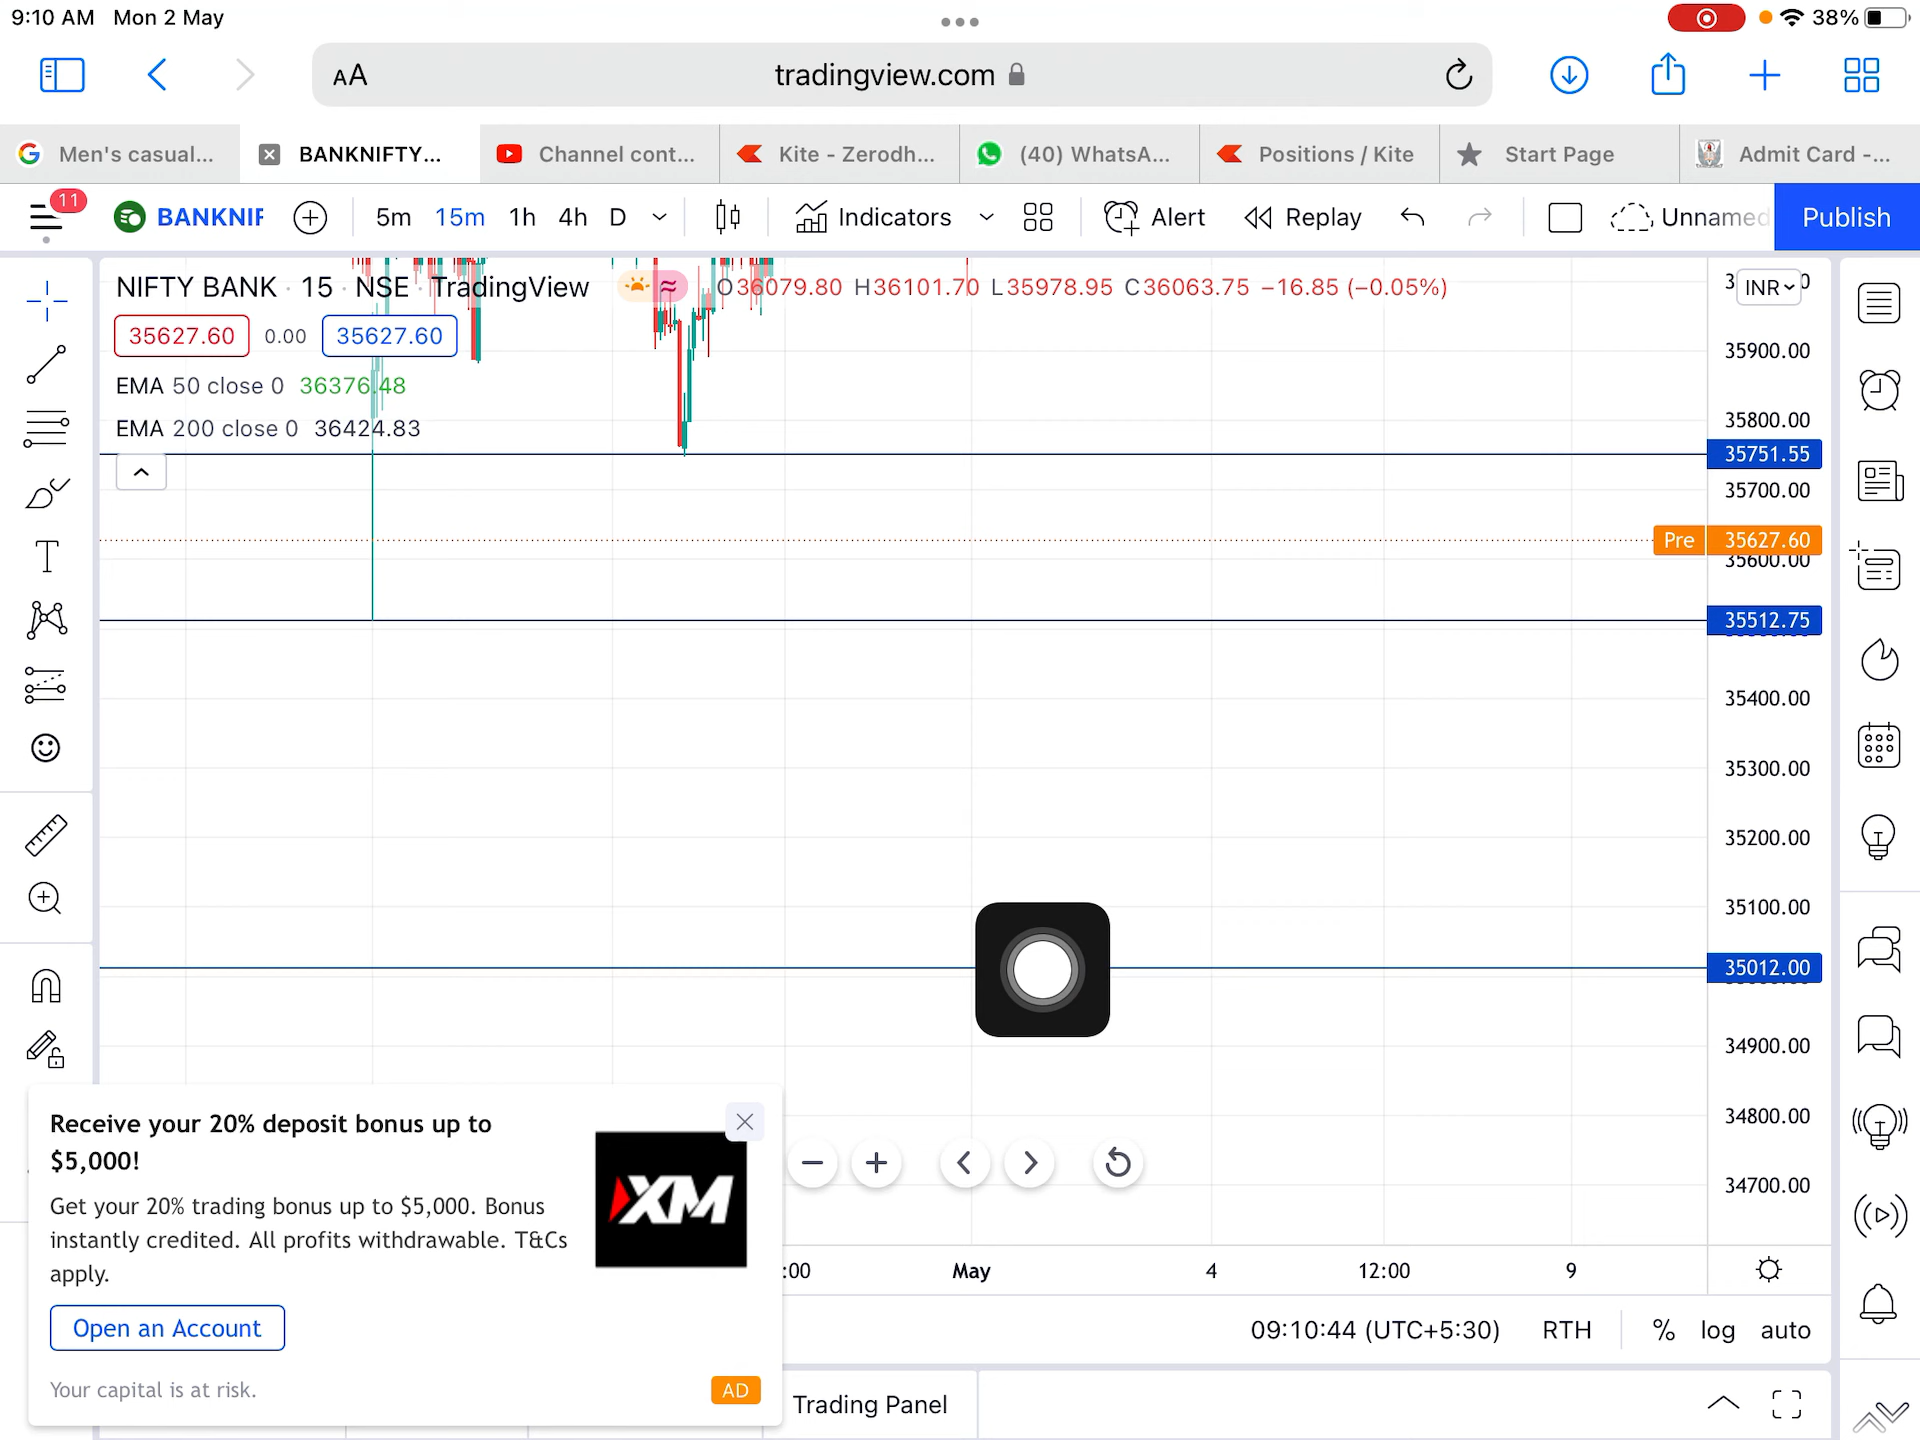 9:10 AM Mon 2 May
38%
AA
tradingview.com
Men's casual...
BANKNIFTY...
Channel cont...
Kite - Zerodh...
(40) WhatsA...
Positions / Kite
Start Page
Admit Card -...
11
BANKNIF
5m
15m
1h
4h
D
Indicators
Alert
Replay
Unnamed
Publish
NIFTY BANK · 15 · NSE · TradingView
O36079.80 H36101.70 L35978.95 C36063.75 −16.85 (−0.05%)
INR
35627.60
0.00
35627.60
35900.00
EMA 50 close 0 36376.48
EMA 200 close 0 36424.83
35800.00
35751.55
35700.00
Pre
35627.60
35600.00
35512.75
35400.00
35300.00
35200.00
35100.00
35012.00
34900.00
34800.00
34700.00
Receive your 20% deposit bonus up to
$5,000!
Get your 20% trading bonus up to $5,000. Bonus
instantly credited. All profits withdrawable. T&Cs
apply.
XM
Open an Account
Your capital is at risk.
AD
:00
May
4
12:00
9
09:10:44 (UTC+5:30)
RTH
%
log
auto
Trading Panel